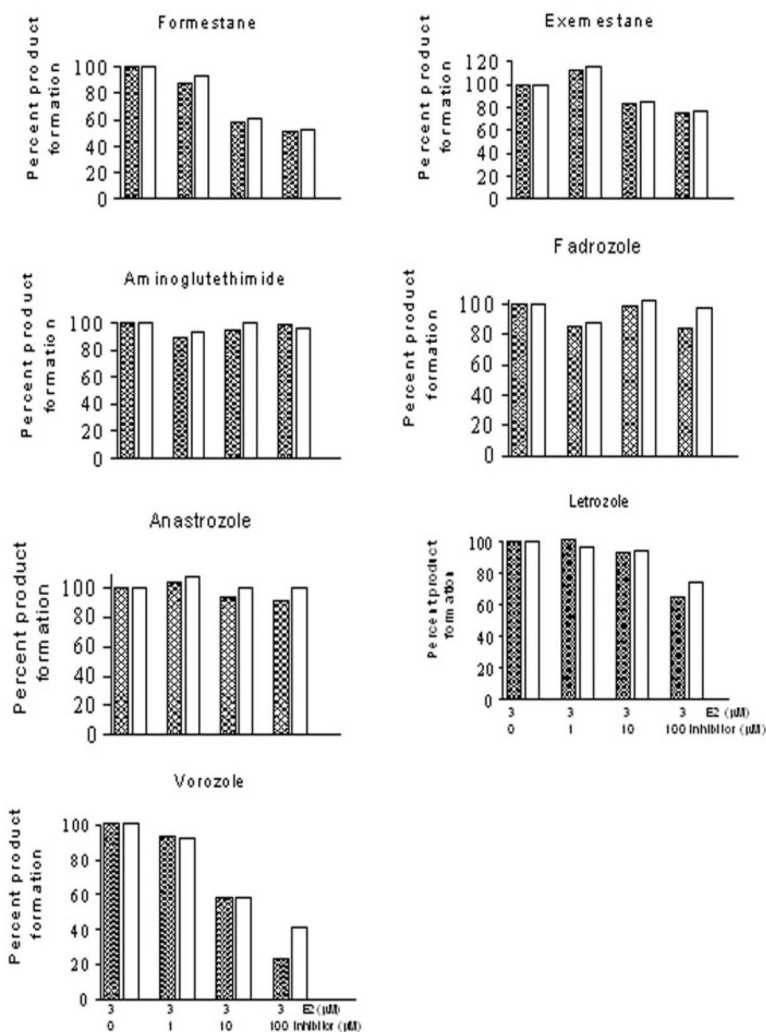 Formestane
Percent product
formation
100
80
60
40
20
0
Exemestane
Percent product
formation
120
100
80
60
40
20
0
Aminoglutethimide
Percent product
formation
100
80
60
40
20
0
Fadrozole
Percent product
formation
100
80
60
40
20
0
Anastrozole
Percent product
formation
100
80
60
40
20
0
Letrozole
Percent product
formation
100
80
60
40
20
0
3 3 3 3 E2 (μM)
0 1 10 100 Inhibitor (μM)
Vorozole
Percent product
formation
100
80
60
40
20
0
3 3 3 3 E2 (μM)
0 1 10 100 Inhibitor (μM)